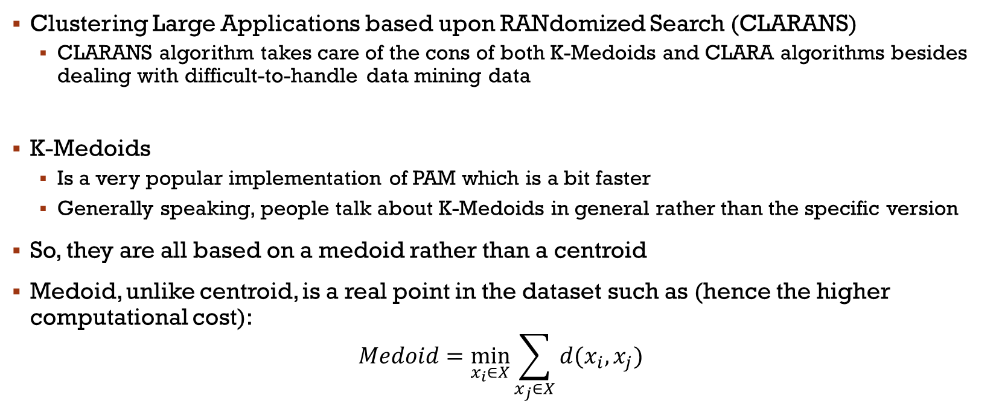 ▪ Clustering Large Applications based upon RANdomized Search (CLARANS)
▪ CLARANS algorithm takes care of the cons of both K-Medoids and CLARA algorithms besides
dealing with difficult-to-handle data mining data
▪ K-Medoids
▪ Is a very popular implementation of PAM which is a bit faster
▪ Generally speaking, people talk about K-Medoids in general rather than the specific version
▪ So, they are all based on a medoid rather than a centroid
▪ Medoid, unlike centroid, is a real point in the dataset such as (hence the higher
computational cost):
Medoid = min_{x_i∈X} ∑_{x_j∈X} d(x_i, x_j)